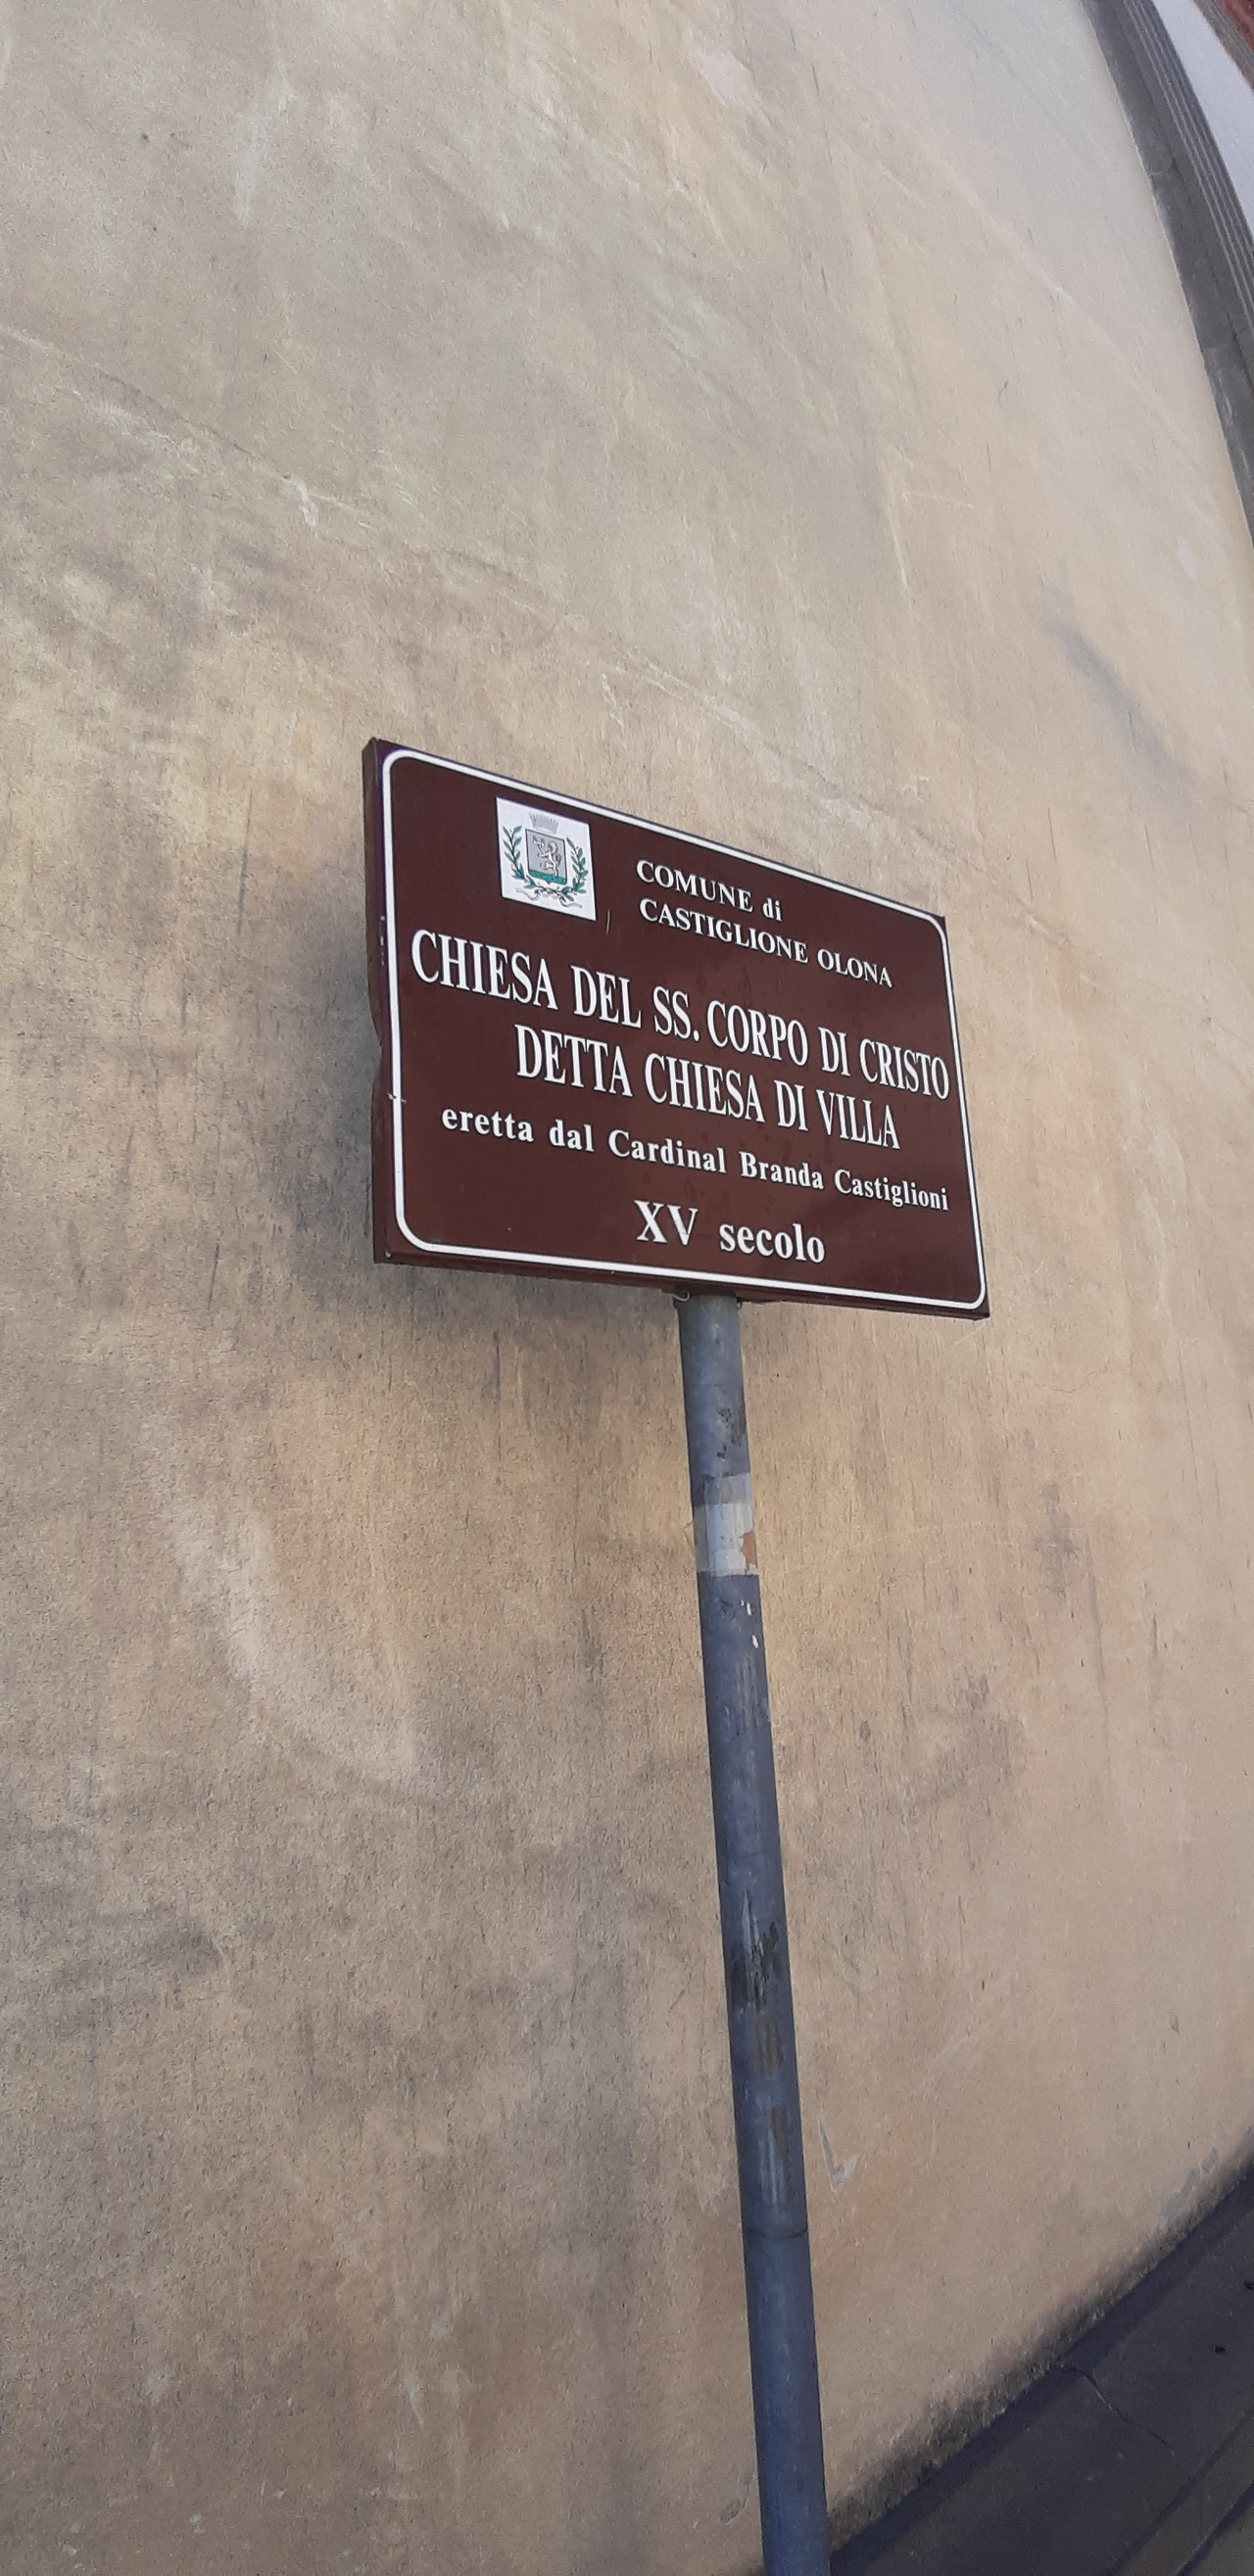 COMUNE di
CASTIGLIONE OLONA
CHIESA DEL SS. CORPO DI CRISTO
DETTA CHIESA DI VILLA
eretta dal Cardinal Branda Castiglioni
XV secolo